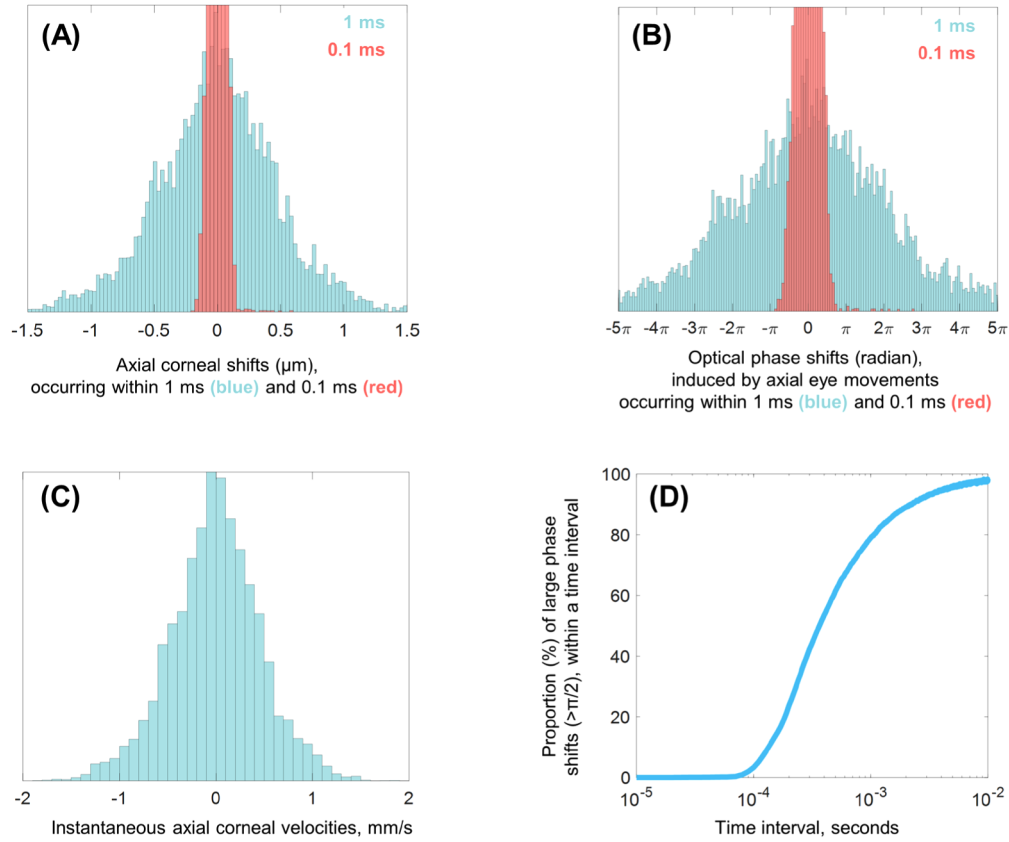 (A)
1 ms
0.1 ms
-1.5 -1 -0.5 0 0.5 1 1.5
Axial corneal shifts (µm),
occurring within 1 ms (blue) and 0.1 ms (red)
(B)
1 ms
0.1 ms
-5π -4π -3π -2π -π 0 π 2π 3π 4π 5π
Optical phase shifts (radian),
induced by axial eye movements
occurring within 1 ms (blue) and 0.1 ms (red)
(C)
-2 -1 0 1 2
Instantaneous axial corneal velocities, mm/s
(D)
Proportion (%) of large phase
shifts (>π/2), within a time interval
100
80
60
40
20
0
10⁻⁵ 10⁻⁴ 10⁻³ 10⁻²
Time interval, seconds